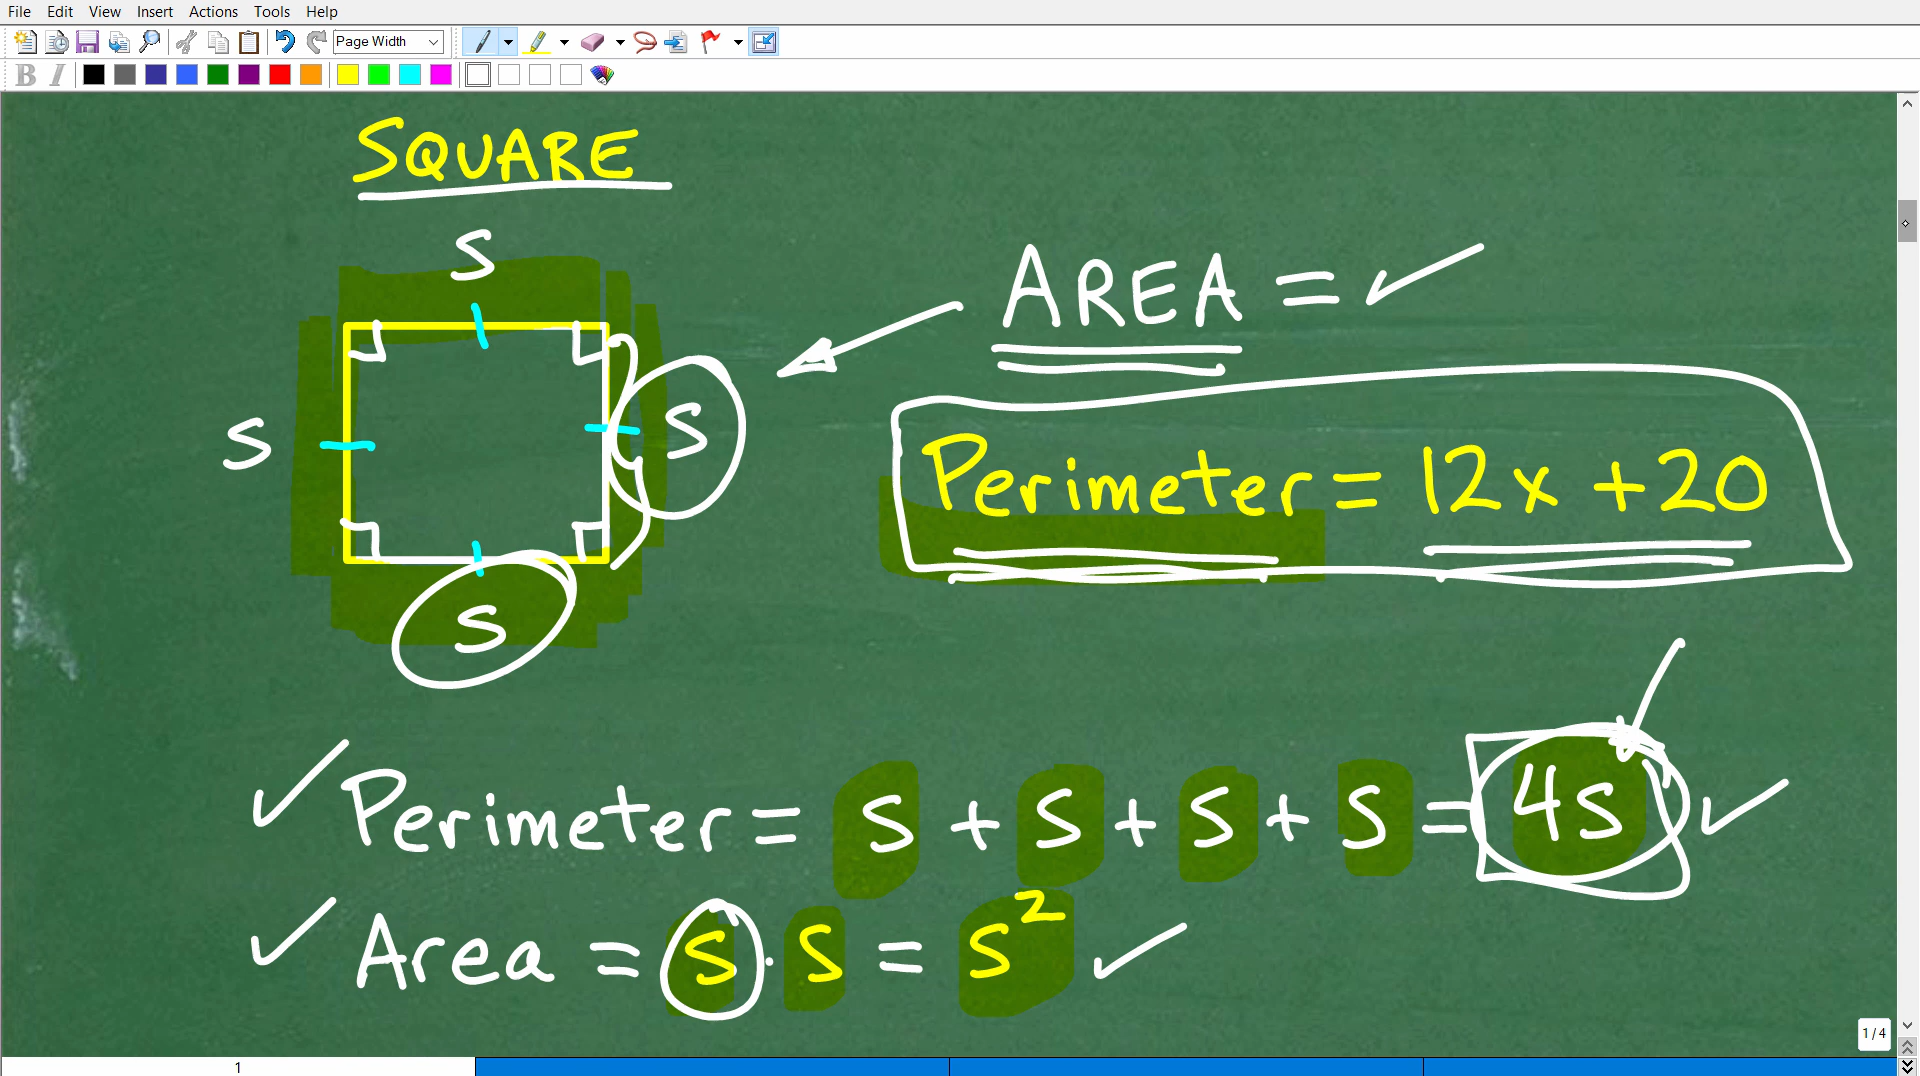 File Edit View Insert Actions Tools Help
Page Width
B I
SQUARE
S
AREA =
S
S
Perimeter = 12x + 20
S
Perimeter = S + S + S + S = 4S
Area = S · S = S²
1 / 4
1